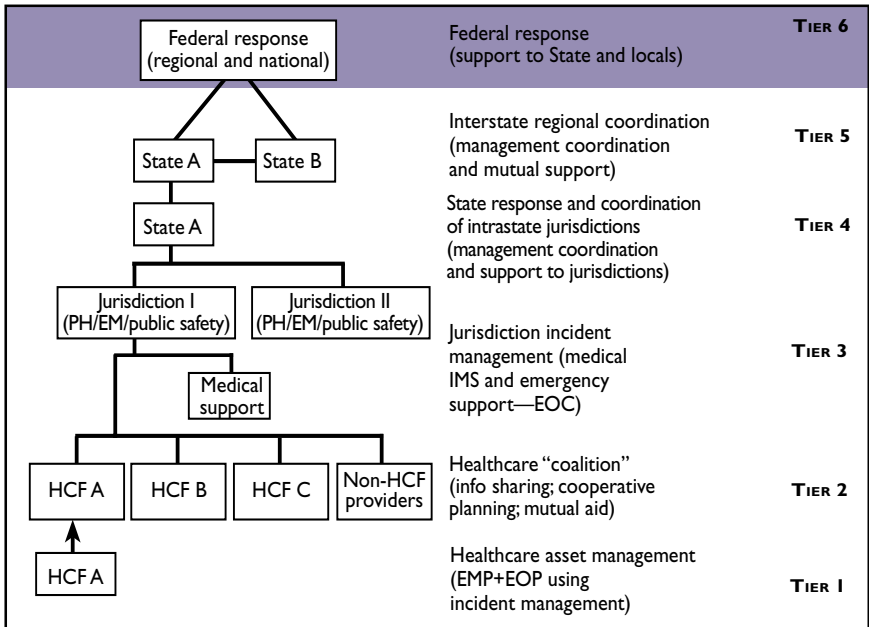 Federal response
(regional and national)
Federal response
(support to State and locals)
TIER 6
State A
State B
Interstate regional coordination
(management coordination
and mutual support)
TIER 5
State A
State response and coordination
of intrastate jurisdictions
(management coordination
and support to jurisdictions)
TIER 4
Jurisdiction I
(PH/EM/public safety)
Jurisdiction II
(PH/EM/public safety)
Medical
support
Jurisdiction incident
management (medical
IMS and emergency
support—EOC)
TIER 3
HCF A
HCF B
HCF C
Non-HCF
providers
Healthcare “coalition”
(info sharing; cooperative
planning; mutual aid)
TIER 2
HCF A
Healthcare asset management
(EMP+EOP using
incident management)
TIER 1